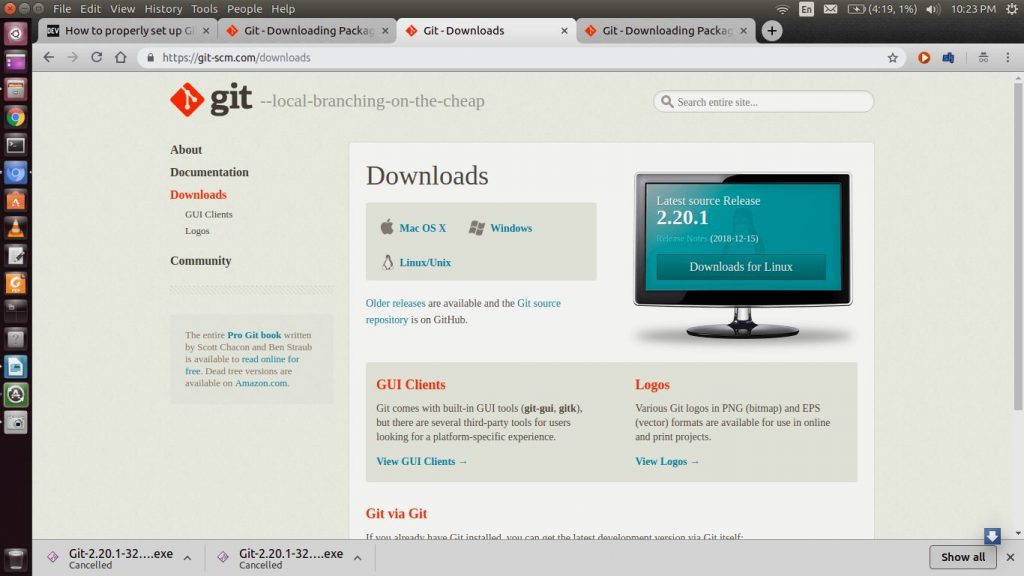 File Edit View History Tools People Help
En
(4:19, 1%)
10:23 PM
DEV
How to properly set up Gi
Git - Downloading Packag
Git - Downloads
Git - Downloading Packag
https://git-scm.com/downloads
git --local-branching-on-the-cheap
Search entire site...
About
Documentation
Downloads
GUI Clients
Logos
Community
The entire Pro Git book written
by Scott Chacon and Ben Straub
is available to read online for
free. Dead tree versions are
available on Amazon.com.
Downloads
Mac OS X
Windows
Linux/Unix
Older releases are available and the Git source
repository is on GitHub.
Latest source Release
2.20.1
Release Notes (2018-12-15)
Downloads for Linux
GUI Clients
Git comes with built-in GUI tools (git-gui, gitk),
but there are several third-party tools for users
looking for a platform-specific experience.
View GUI Clients →
Logos
Various Git logos in PNG (bitmap) and EPS
(vector) formats are available for use in online
and print projects.
View Logos →
Git via Git
If you already have Git installed, you can get the latest development version via Git itself:
Git-2.20.1-32....exe
Cancelled
Git-2.20.1-32....exe
Cancelled
Show all